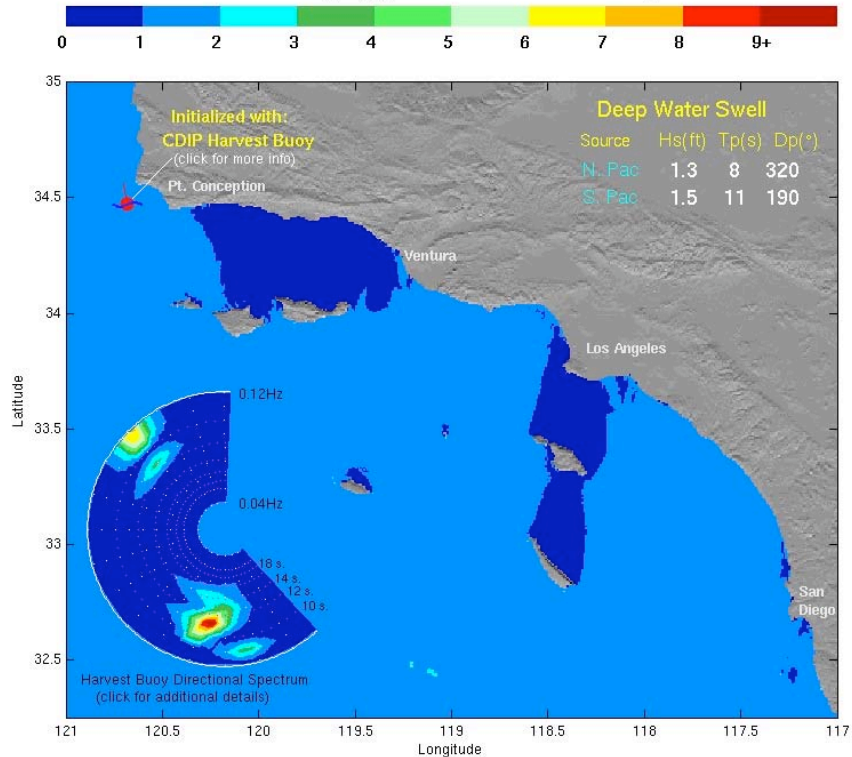 0 1 2 3 4 5 6 7 8 9+
35
34.5
34
33.5
33
32.5
Latitude
Initialized with:
CDIP Harvest Buoy
(click for more info)
Pt. Conception
Deep Water Swell
Source Hs(ft) Tp(s) Dp(°)
N. Pac 1.3 8 320
S. Pac 1.5 11 190
Ventura
Los Angeles
San
Diego
0.12Hz
0.04Hz
18 s.
14 s.
12 s.
10 s.
Harvest Buoy Directional Spectrum
(click for additional details)
121 120.5 120 119.5 119 118.5 118 117.5 117
Longitude